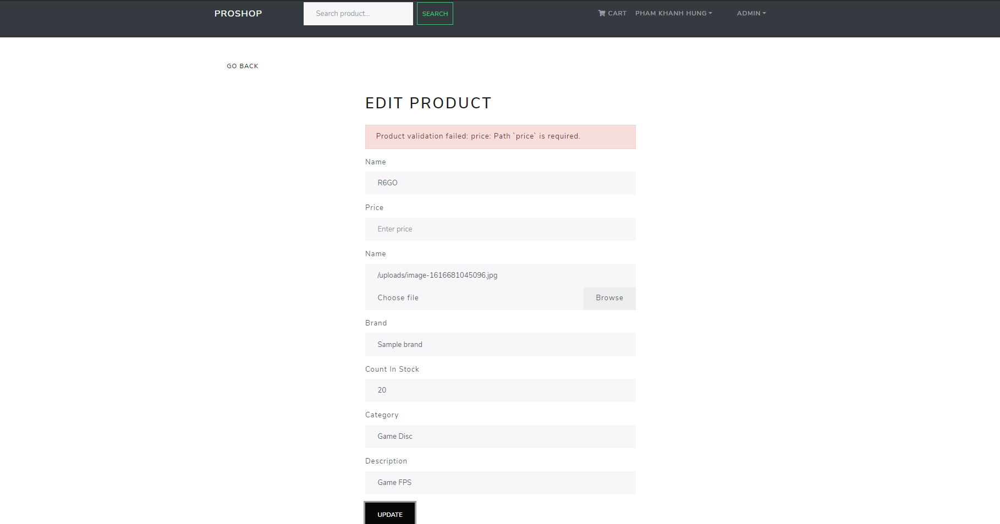 PROSHOP
Search product...
SEARCH
CART
PHAM KHANH HUNG
ADMIN
GO BACK
EDIT PRODUCT
Product validation failed: price: Path `price` is required.
Name
R6GO
Price
Enter price
Name
/uploads/image-1616681045096.jpg
Choose file
Browse
Brand
Sample brand
Count In Stock
20
Category
Game Disc
Description
Game FPS
UPDATE